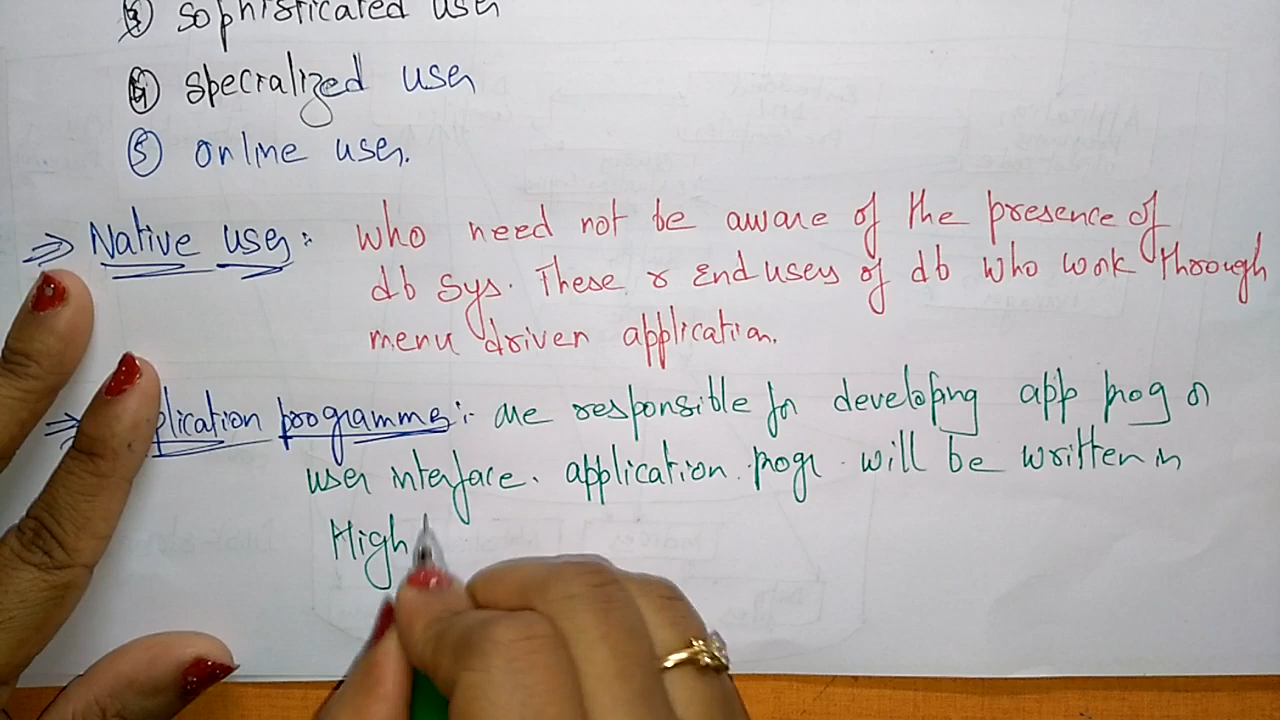 ③ sophisticated user
④ specialized user
⑤ online user.
⇒ Native user: who need not be aware of the presence of
db sys. These r End users of db who work through
menu driven application.
⇒ plication programmer:- are responsible for developing app prog or
user interface. application progr will be written in
High